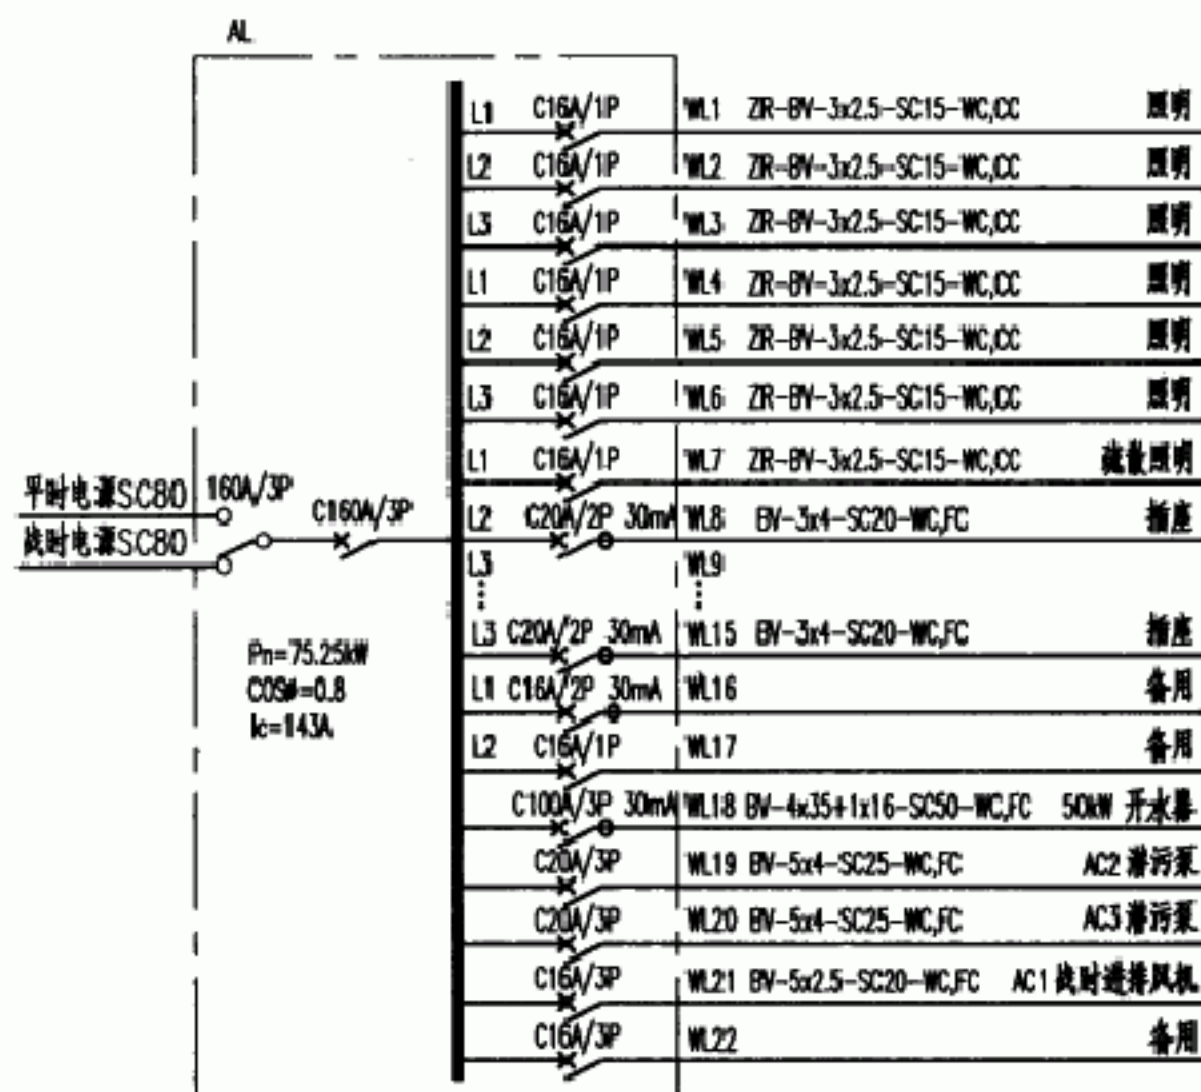 AL
L1 C16A/1P WL1 ZR-BV-3x2.5-SC15-WC,CC 照明
L2 C16A/1P WL2 ZR-BV-3x2.5-SC15-WC,CC 照明
L3 C16A/1P WL3 ZR-BV-3x2.5-SC15-WC,CC 照明
L1 C16A/1P WL4 ZR-BV-3x2.5-SC15-WC,CC 照明
L2 C16A/1P WL5 ZR-BV-3x2.5-SC15-WC,CC 照明
L3 C16A/1P WL6 ZR-BV-3x2.5-SC15-WC,CC 照明
L1 C16A/1P WL7 ZR-BV-3x2.5-SC15-WC,CC 疏散照明
平时电源SC80 160A/3P
战时电源SC80
C160A/3P
L2 C20A/2P 30mA WL8 BV-3x4-SC20-WC,FC 插座
L3 WL9
L3 C20A/2P 30mA WL15 BV-3x4-SC20-WC,FC 插座
Pn=75.25kW
COSφ=0.8
Ic=143A
L1 C16A/2P 30mA WL16 备用
L2 C16A/1P WL17 备用
C100A/3P 30mA WL18 BV-4x35+1x16-SC50-WC,FC 50kW 开水器
C20A/3P WL19 BV-5x4-SC25-WC,FC AC2 潜污泵
C20A/3P WL20 BV-5x4-SC25-WC,FC AC3 潜污泵
C16A/3P WL21 BV-5x2.5-SC20-WC,FC AC1 战时进排风机
C16A/3P WL22 备用